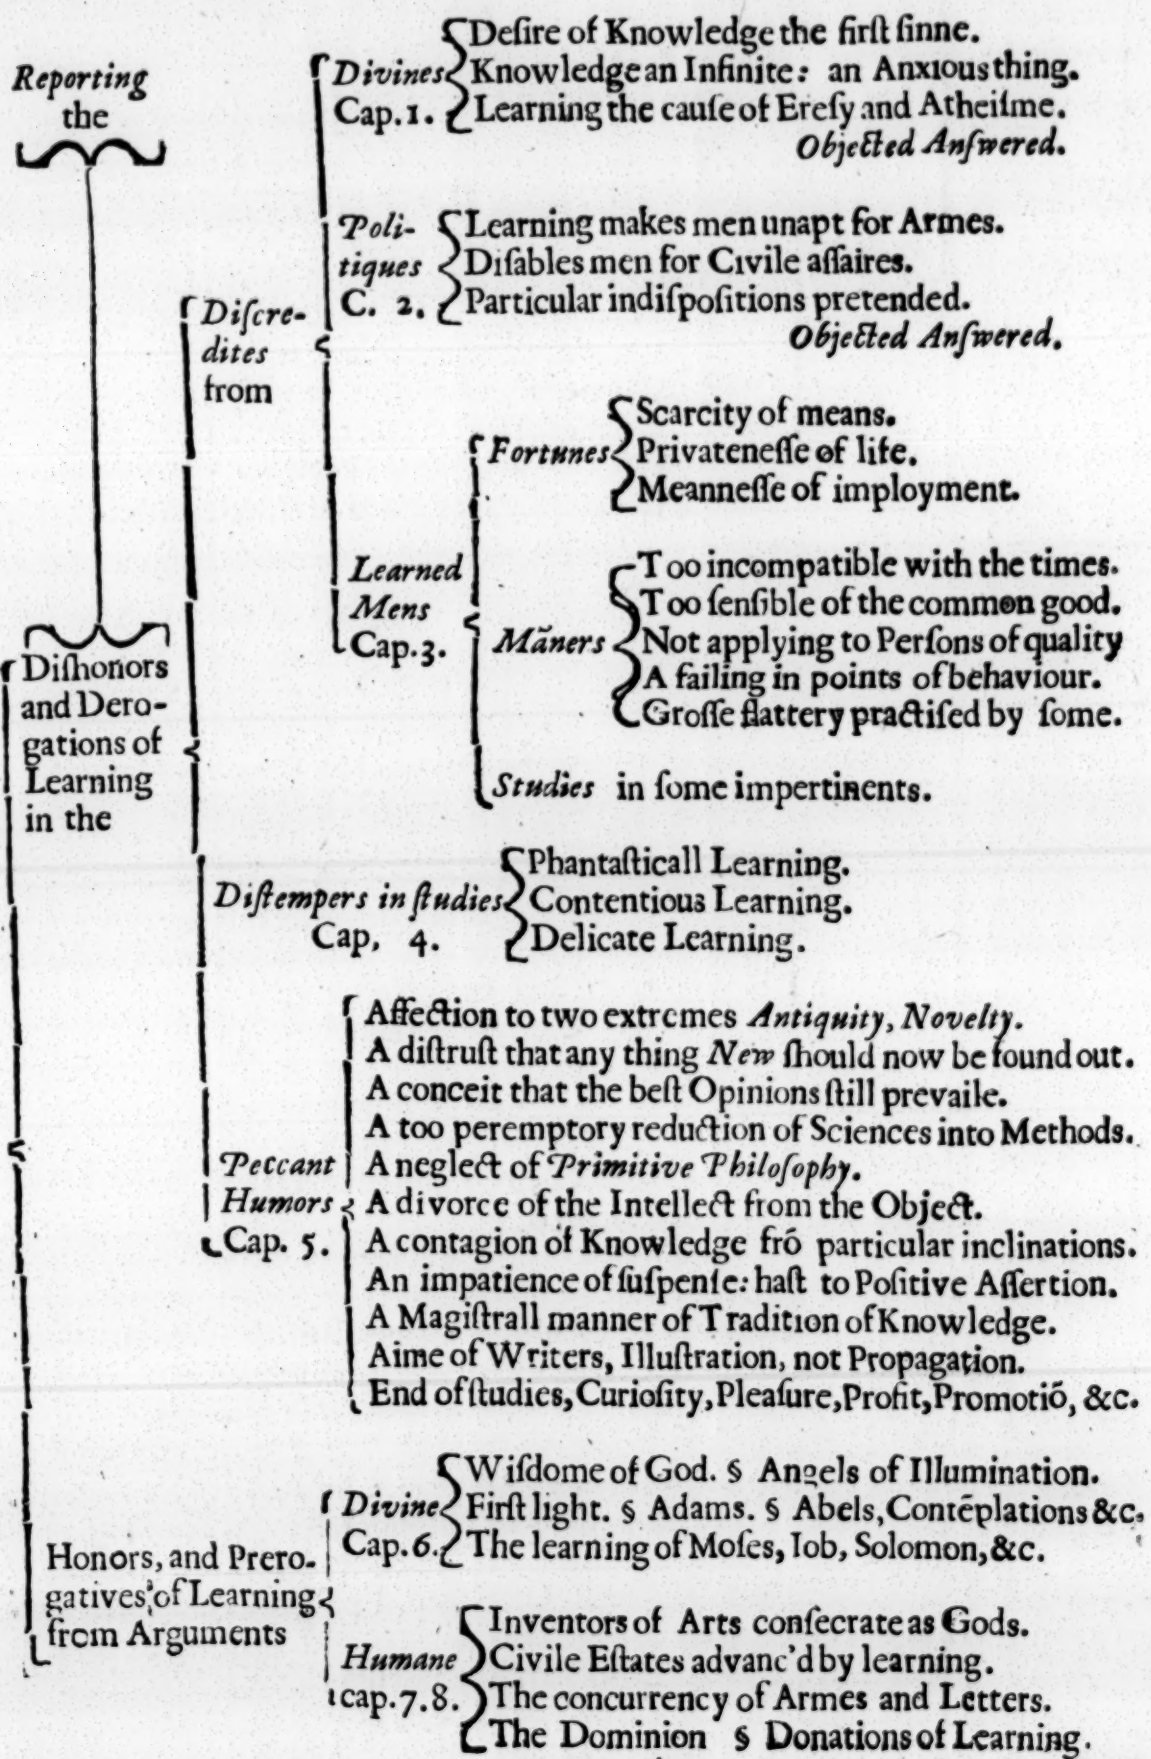 Reporting
the
Diſhonors
and Dero-
gations of
Learning
in the
Diſcre-
dites
from
Divines
Cap. 1.
Deſire of Knowledge the firſt ſinne.
Knowledge an Infinite: an Anxious thing.
Learning the cauſe of Ereſy and Atheiſme.
Objected Anſwered.
Poli-
tiques
C. 2.
Learning makes men unapt for Armes.
Diſables men for Civile aſſaires.
Particular indiſpoſitions pretended.
Objected Anſwered.
Learned
Mens
Cap. 3.
Fortunes
Scarcity of means.
Privateneſſe of life.
Meanneſſe of imployment.
Mãners
Too incompatible with the times.
Too ſenſible of the common good.
Not applying to Perſons of quality
A failing in points of behaviour.
Groſſe flattery practiſed by ſome.
Studies in ſome impertinents.
Diſtempers in ſtudies
Cap, 4.
Phantaſticall Learning.
Contentious Learning.
Delicate Learning.
Peccant
Humors
Cap. 5.
Affection to two extremes Antiquity, Novelty.
A diſtruſt that any thing New ſhould now be found out.
A conceit that the beſt Opinions ſtill prevaile.
A too peremptory reduction of Sciences into Methods.
A neglect of Primitive Philoſophy.
A divorce of the Intellect from the Object.
A contagion of Knowledge frõ particular inclinations.
An impatience of ſuſpenſe: haſt to Poſitive Aſſertion.
A Magiſtrall manner of Tradition of Knowledge.
Aime of Writers, Illuſtration, not Propagation.
End of ſtudies, Curioſity, Pleaſure, Profit, Promotiõ, &c.
Honors, and Prero-
gatives, of Learning
from Arguments
Divine
Cap. 6.
Wiſdome of God. § Angels of Illumination.
Firſt light. § Adams. § Abels, Contẽplations &c.
The learning of Moſes, Iob, Solomon, &c.
Humane
cap. 7. 8.
Inventors of Arts conſecrate as Gods.
Civile Eſtates advanc'd by learning.
The concurrency of Armes and Letters.
The Dominion § Donations of Learning.